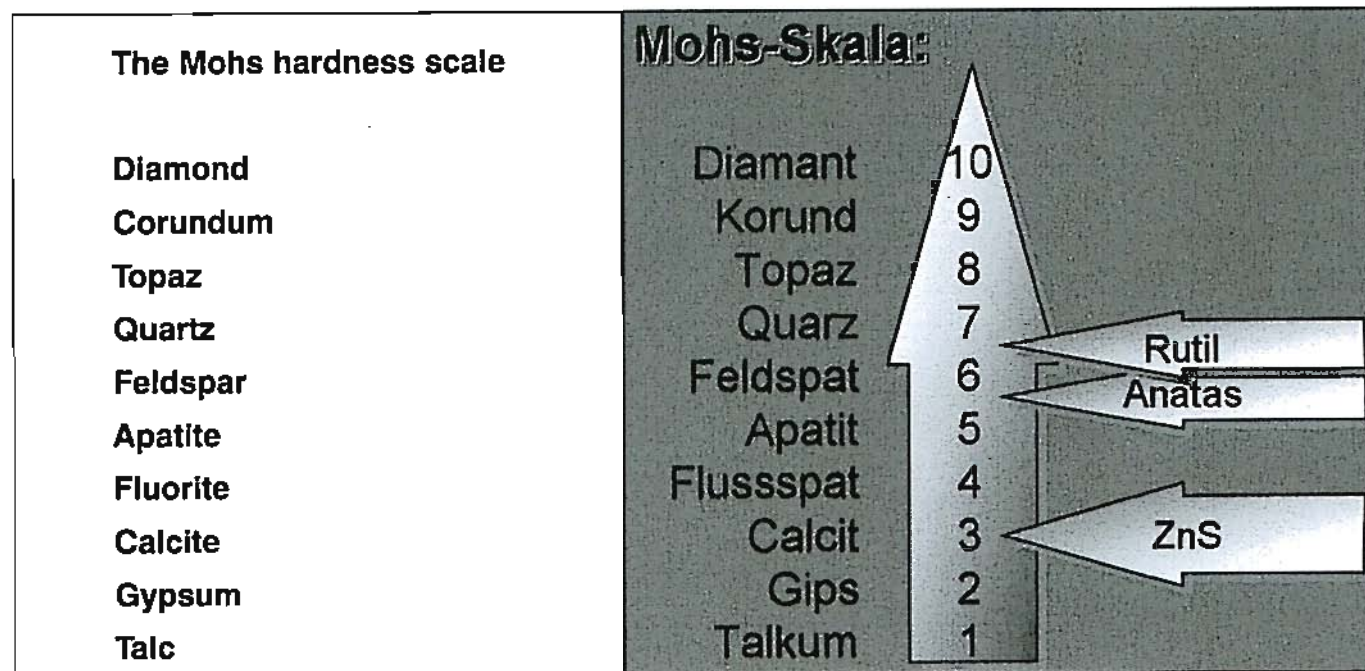 The Mohs hardness scale
Diamond
Corundum
Topaz
Quartz
Feldspar
Apatite
Fluorite
Calcite
Gypsum
Talc
Mohs-Skala:
Diamant 10
Korund 9
Topaz 8
Quarz 7
Rutil
Feldspat 6
Anatas
Apatit 5
Flussspat 4
Calcit 3
ZnS
Gips 2
Talkum 1